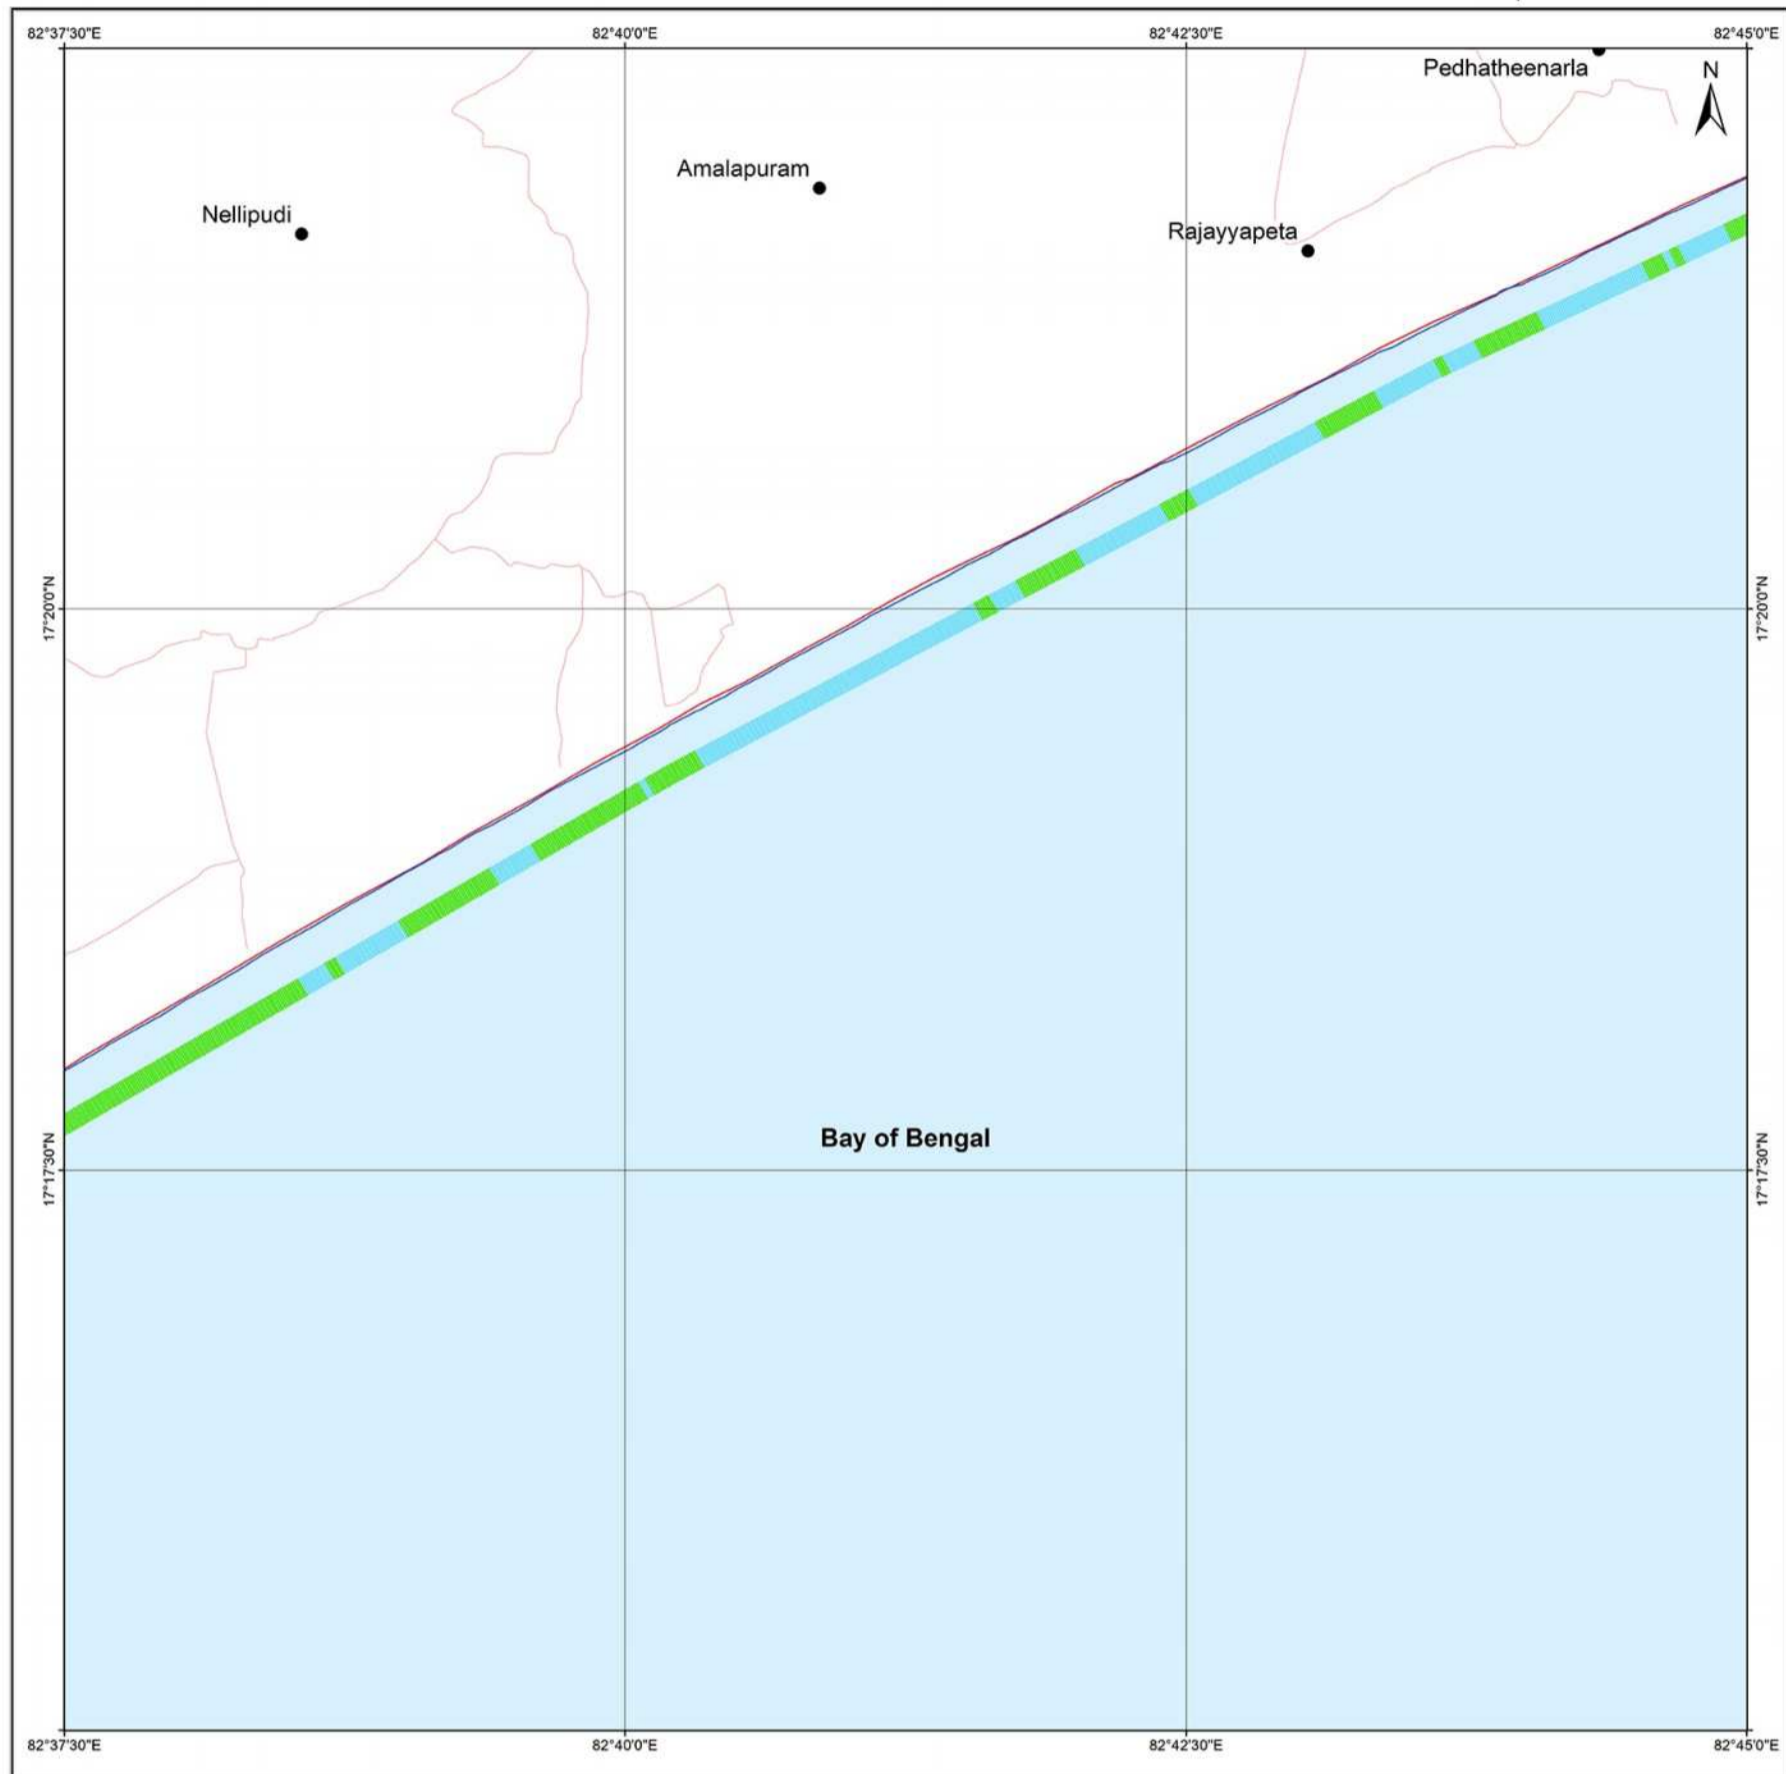 82°37'30"E 82°40'0"E 82°42'30"E 82°45'0"E
Pedhatheenarla
N
Amalapuram
Nellipudi
Rajayyapeta
17°20'0"N 17°20'0"N
Bay of Bengal
17°17'30"N 17°17'30"N
82°37'30"E 82°40'0"E 82°42'30"E 82°45'0"E